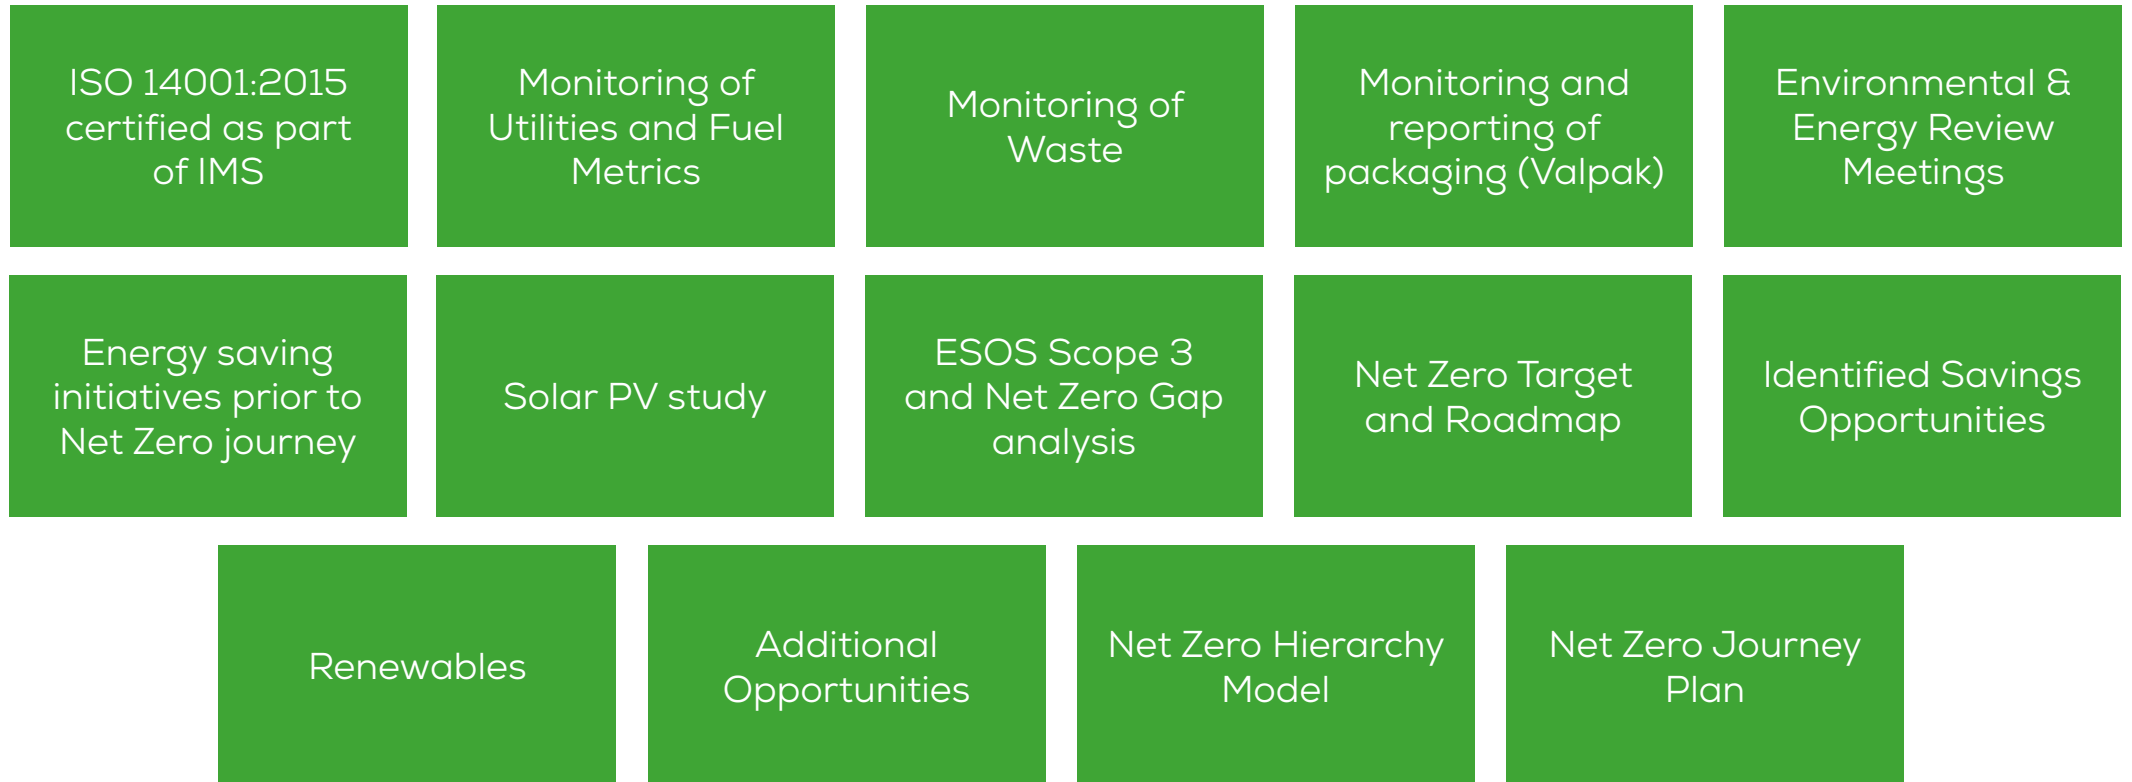 ISO 14001:2015
certified as part
of IMS
Monitoring of
Utilities and Fuel
Metrics
Monitoring of
Waste
Monitoring and
reporting of
packaging (Valpak)
Environmental &
Energy Review
Meetings
Energy saving
initiatives prior to
Net Zero journey
Solar PV study
ESOS Scope 3
and Net Zero Gap
analysis
Net Zero Target
and Roadmap
Identified Savings
Opportunities
Renewables
Additional
Opportunities
Net Zero Hierarchy
Model
Net Zero Journey
Plan